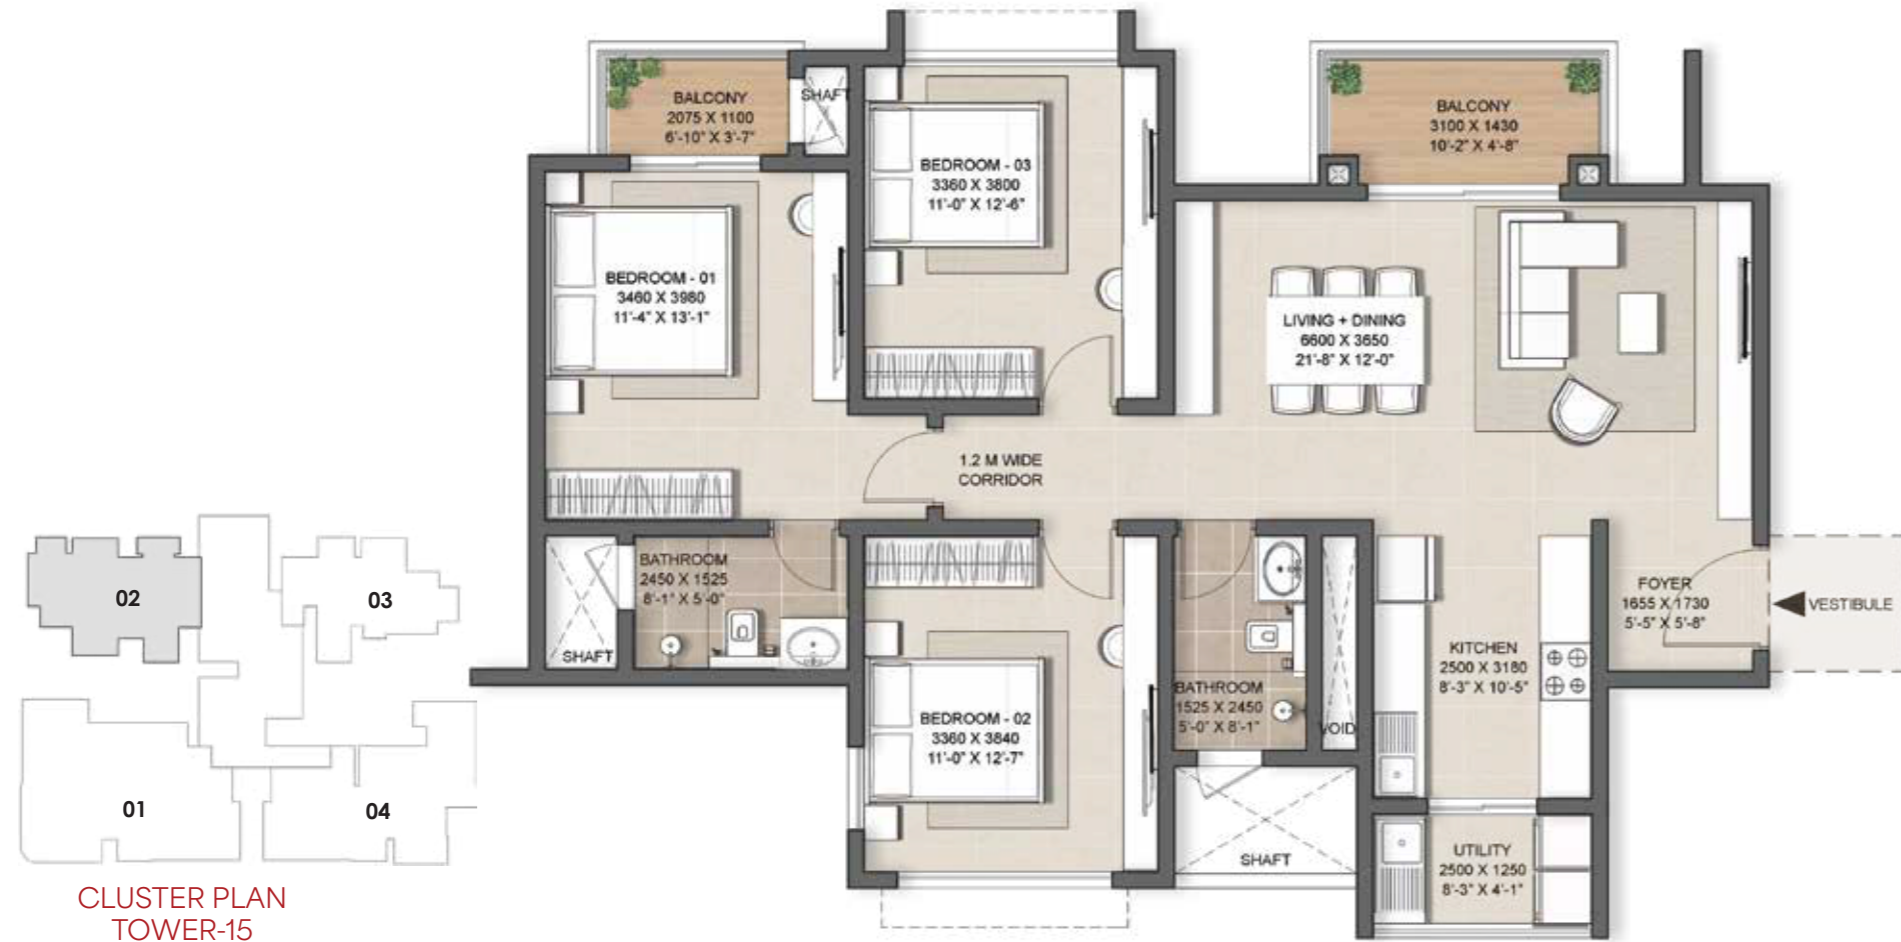 BALCONY
2075 X 1100
6'-10" X 3'-7"
SHAFT
BEDROOM - 03
3360 X 3800
11'-0" X 12'-6"
BALCONY
3100 X 1430
10'-2" X 4'-8"
BEDROOM - 01
3460 X 3980
11'-4" X 13'-1"
LIVING + DINING
6600 X 3650
21'-8" X 12'-0"
1.2 M WIDE
CORRIDOR
BATHROOM
2450 X 1525
8'-1" X 5'-0"
SHAFT
FOYER
1655 X 1730
5'-5" X 5'-8"
VESTIBULE
KITCHEN
2500 X 3180
8'-3" X 10'-5"
BATHROOM
1525 X 2450
5'-0" X 8'-1"
VOID
BEDROOM - 02
3360 X 3840
11'-0" X 12'-7"
SHAFT
UTILITY
2500 X 1250
8'-3" X 4'-1"
02
03
01
04
CLUSTER PLAN
TOWER-15